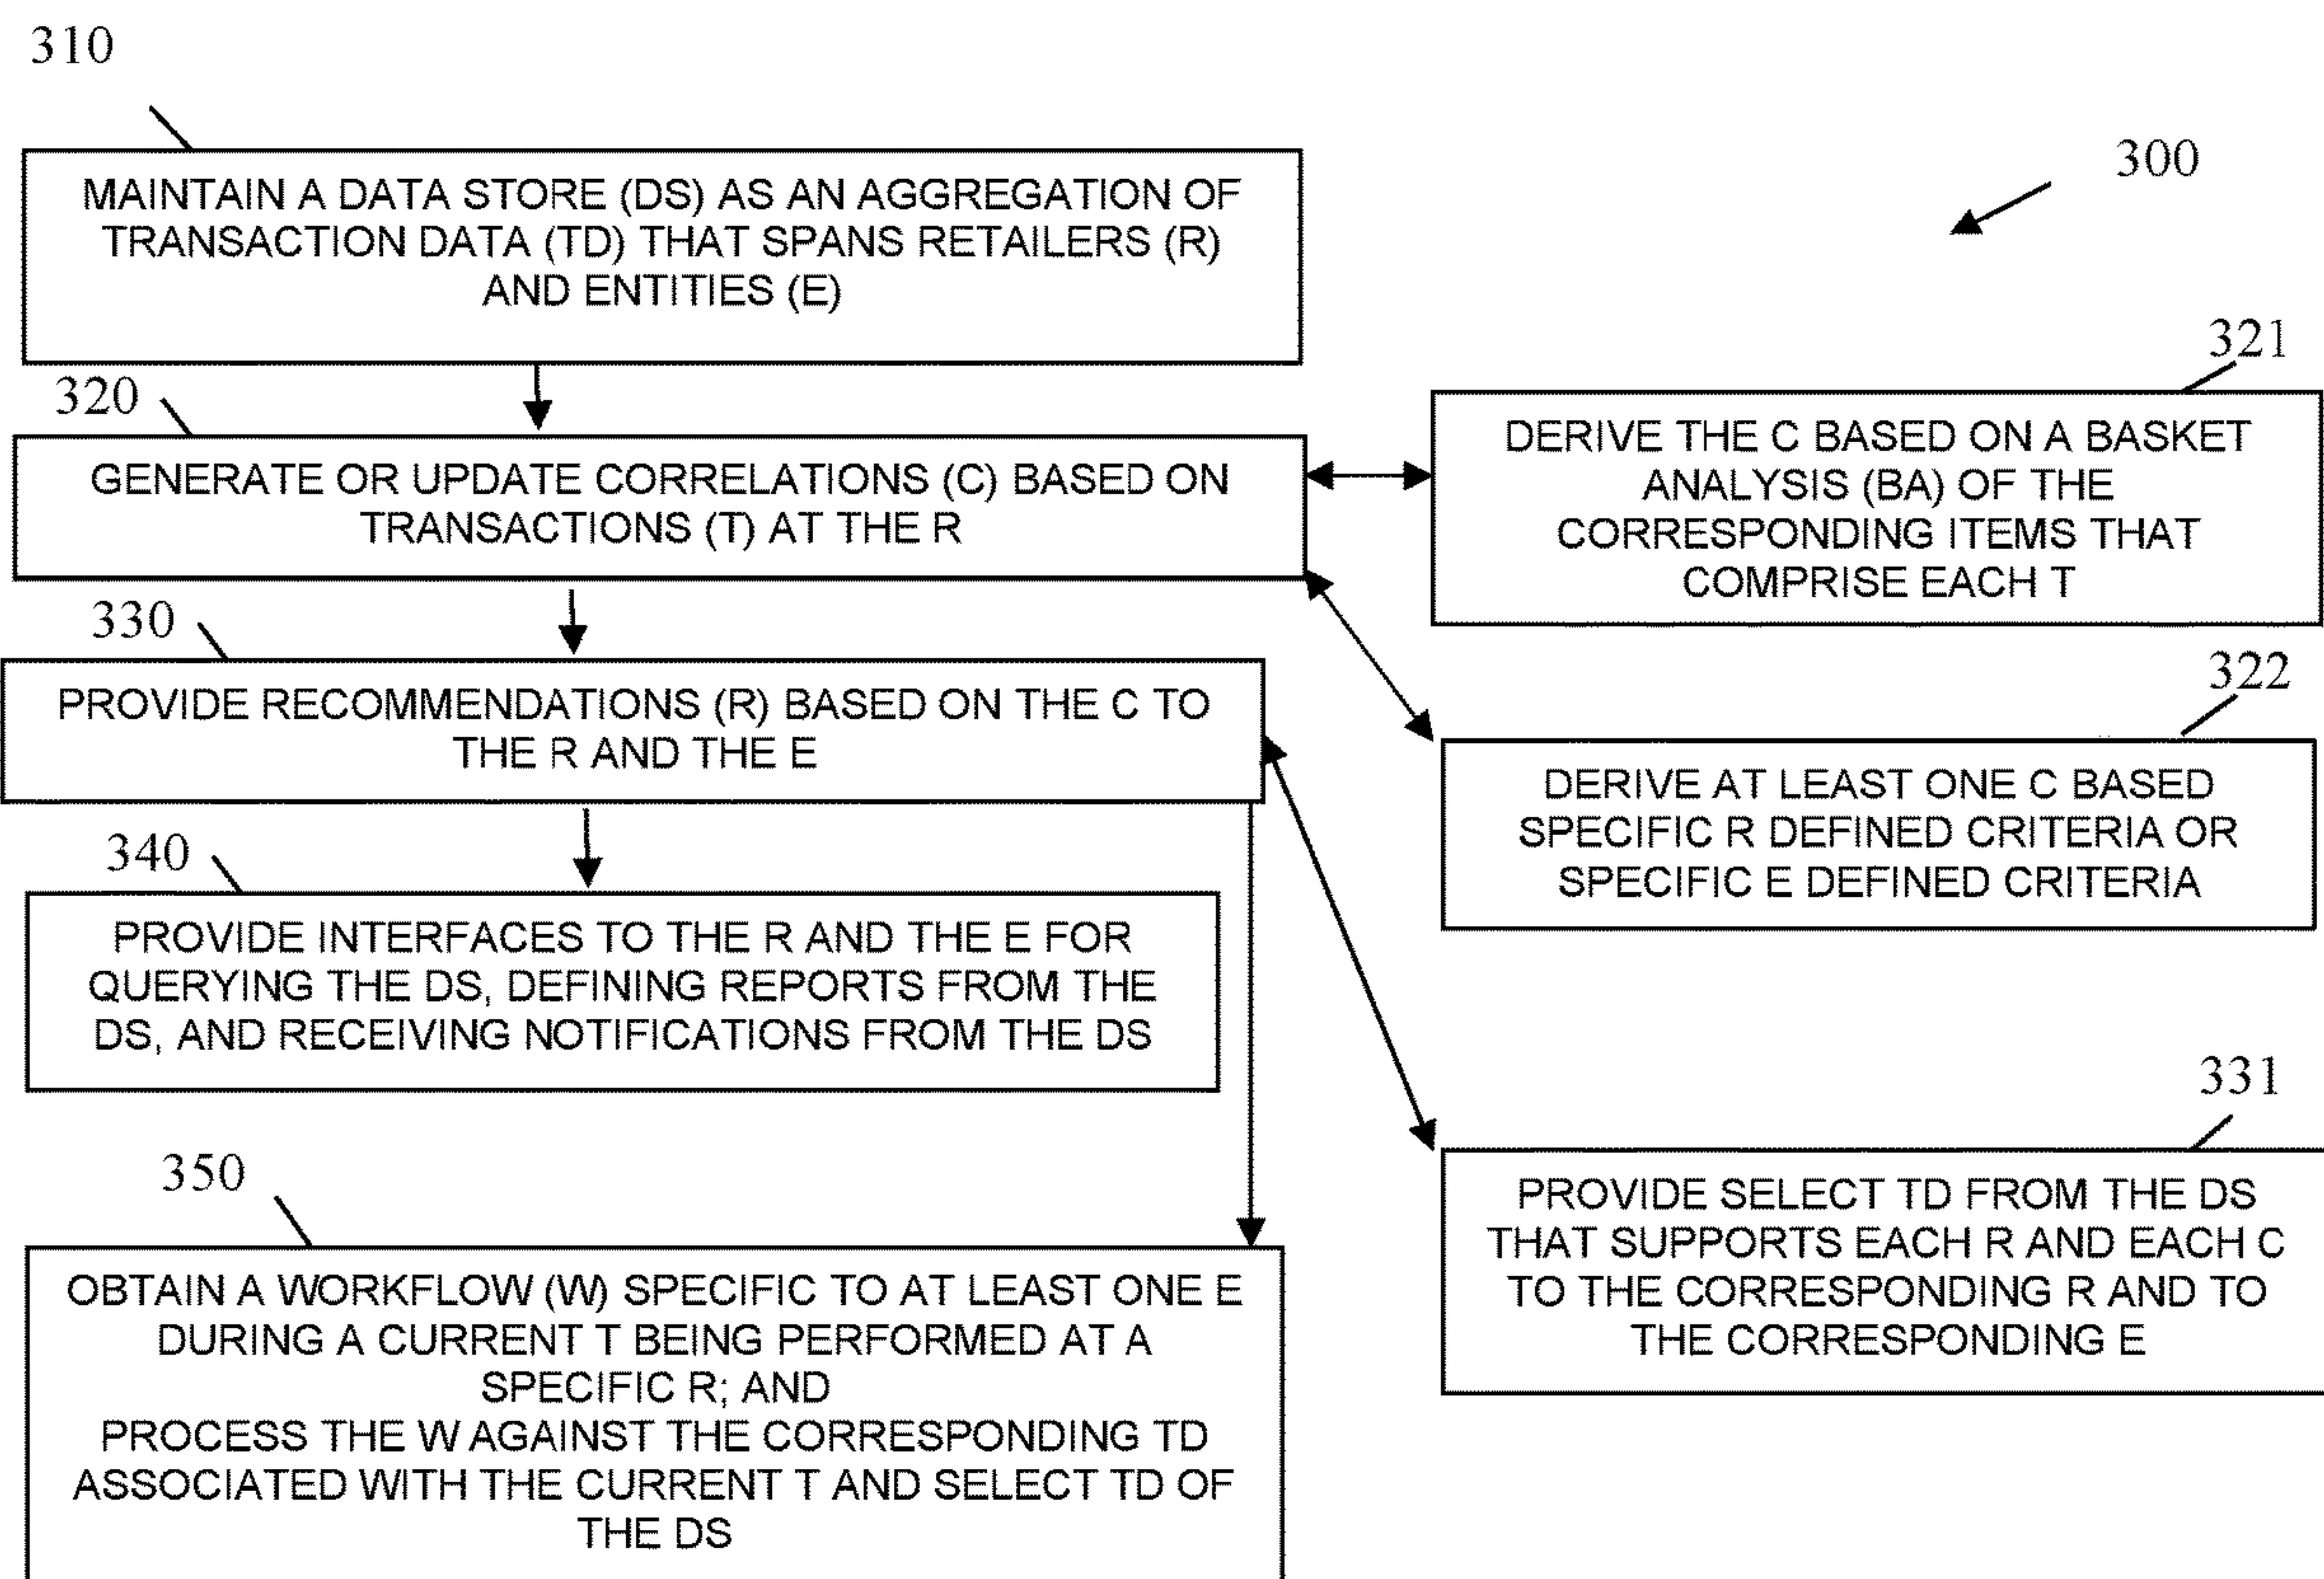 310
MAINTAIN A DATA STORE (DS) AS AN AGGREGATION OF
TRANSACTION DATA (TD) THAT SPANS RETAILERS (R)
AND ENTITIES (E)
300
320
GENERATE OR UPDATE CORRELATIONS (C) BASED ON
TRANSACTIONS (T) AT THE R
321
DERIVE THE C BASED ON A BASKET
ANALYSIS (BA) OF THE
CORRESPONDING ITEMS THAT
COMPRISE EACH T
330
PROVIDE RECOMMENDATIONS (R) BASED ON THE C TO
THE R AND THE E
322
DERIVE AT LEAST ONE C BASED
SPECIFIC R DEFINED CRITERIA OR
SPECIFIC E DEFINED CRITERIA
340
PROVIDE INTERFACES TO THE R AND THE E FOR
QUERYING THE DS, DEFINING REPORTS FROM THE
DS, AND RECEIVING NOTIFICATIONS FROM THE DS
331
PROVIDE SELECT TD FROM THE DS
THAT SUPPORTS EACH R AND EACH C
TO THE CORRESPONDING R AND TO
THE CORRESPONDING E
350
OBTAIN A WORKFLOW (W) SPECIFIC TO AT LEAST ONE E
DURING A CURRENT T BEING PERFORMED AT A
SPECIFIC R; AND
PROCESS THE W AGAINST THE CORRESPONDING TD
ASSOCIATED WITH THE CURRENT T AND SELECT TD OF
THE DS